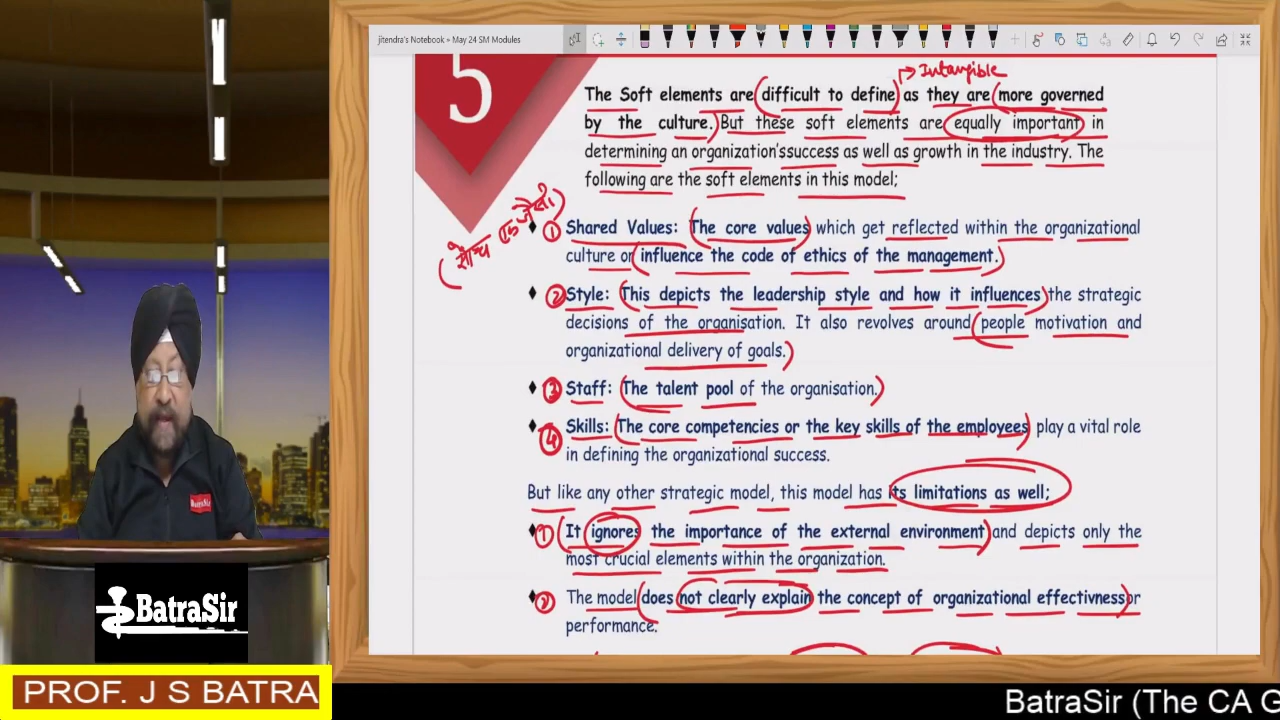 jitendra's Notebook » May 24 SM Modules
5
Intangible
The Soft elements are difficult to define as they are more governed
by the culture. But these soft elements are equally important in
determining an organization'ssuccess as well as growth in the industry. The
following are the soft elements in this model;
① Shared Values: The core values which get reflected within the organizational
culture or influence the code of ethics of the management.
② Style: This depicts the leadership style and how it influences the strategic
decisions of the organisation. It also revolves around people motivation and
organizational delivery of goals.
③ Staff: The talent pool of the organisation.
④ Skills: The core competencies or the key skills of the employees play a vital role
in defining the organizational success.
But like any other strategic model, this model has its limitations as well;
① It ignores the importance of the external environment and depicts only the
most crucial elements within the organization.
② The model does not clearly explain the concept of organizational effectivness or
performance.
BatraSir
BatraSir
PROF. J S BATRA
BatraSir (The CA G